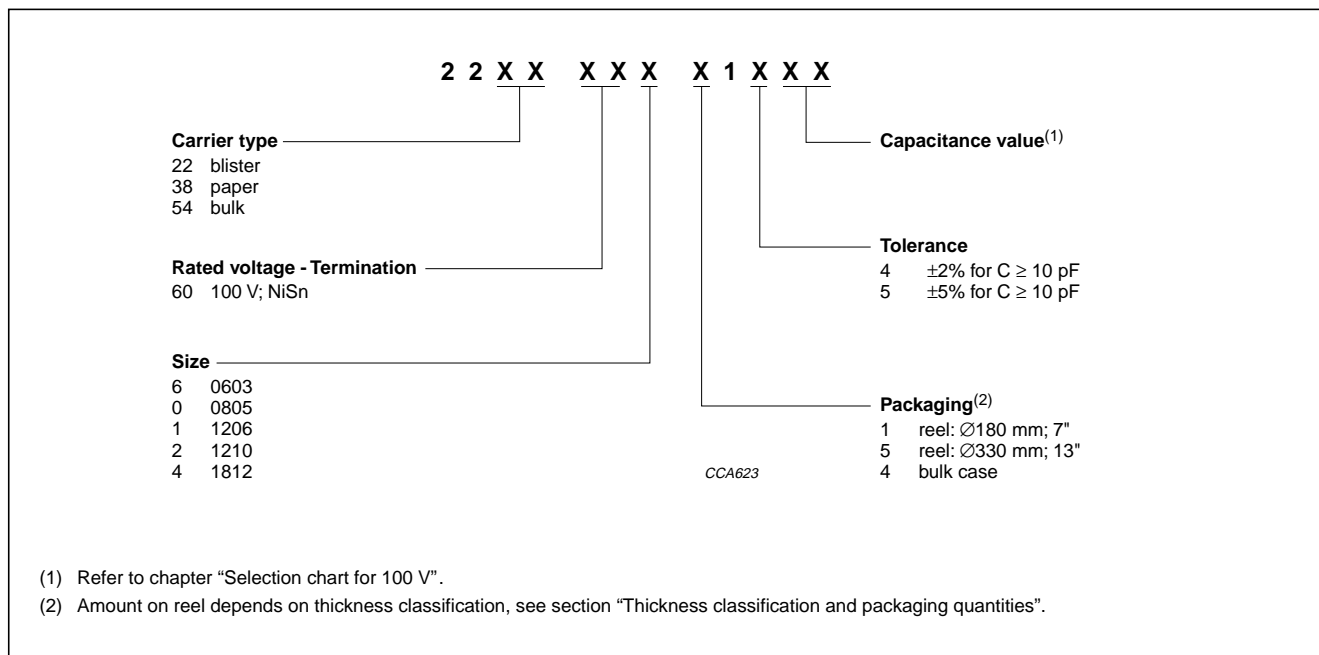 2 2 X X X X X X 1 X X X
Carrier type
22 blister
38 paper
54 bulk
Rated voltage - Termination
60 100 V; NiSn
Size
6 0603
0 0805
1 1206
2 1210
4 1812
Capacitance value(1)
Tolerance
4 ±2% for C ≥ 10 pF
5 ±5% for C ≥ 10 pF
Packaging(2)
1 reel: ∅180 mm; 7"
5 reel: ∅330 mm; 13"
4 bulk case
CCA623
(1) Refer to chapter “Selection chart for 100 V”.
(2) Amount on reel depends on thickness classification, see section “Thickness classification and packaging quantities”.